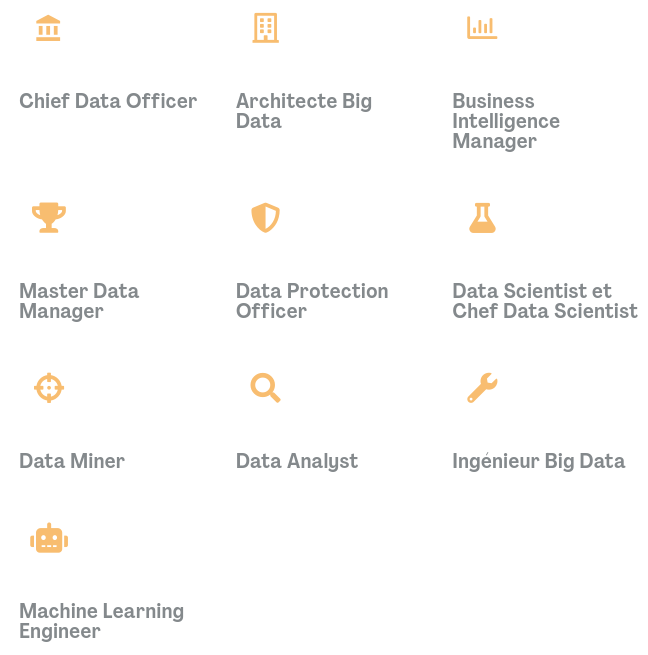 Chief Data Officer
Architecte Big
Data
Business
Intelligence
Manager
Master Data
Manager
Data Protection
Officer
Data Scientist et
Chef Data Scientist
Data Miner
Data Analyst
Ingénieur Big Data
Machine Learning
Engineer